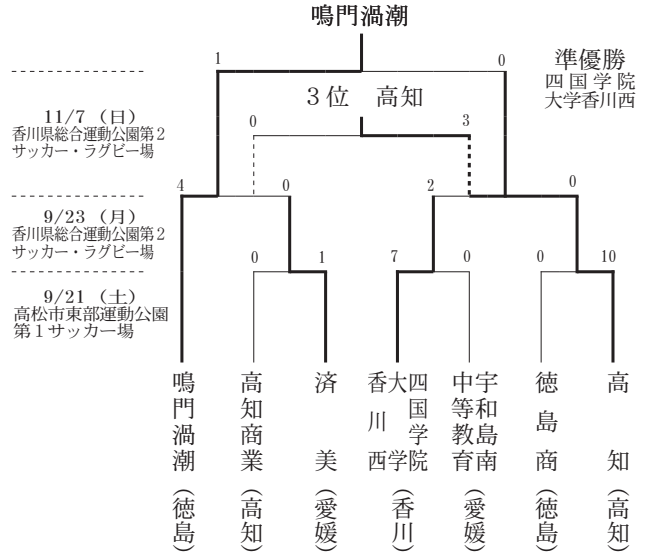 鳴門渦潮
1
0
準優勝
四国学院
大学香川西
3位 高知
0
3
11/7 (日)
香川県総合運動公園第2
サッカー・ラグビー場
4
0
2
0
9/23 (月)
香川県総合運動公園第2
サッカー・ラグビー場
0
1
7
0
0
10
9/21 (土)
高松市東部運動公園
第1サッカー場
鳴門渦潮(徳島)
高知商業(高知)
済美(愛媛)
四国学院
大学
香川西(香川)
宇和島南
中等教育(愛媛)
徳島商(徳島)
高知(高知)